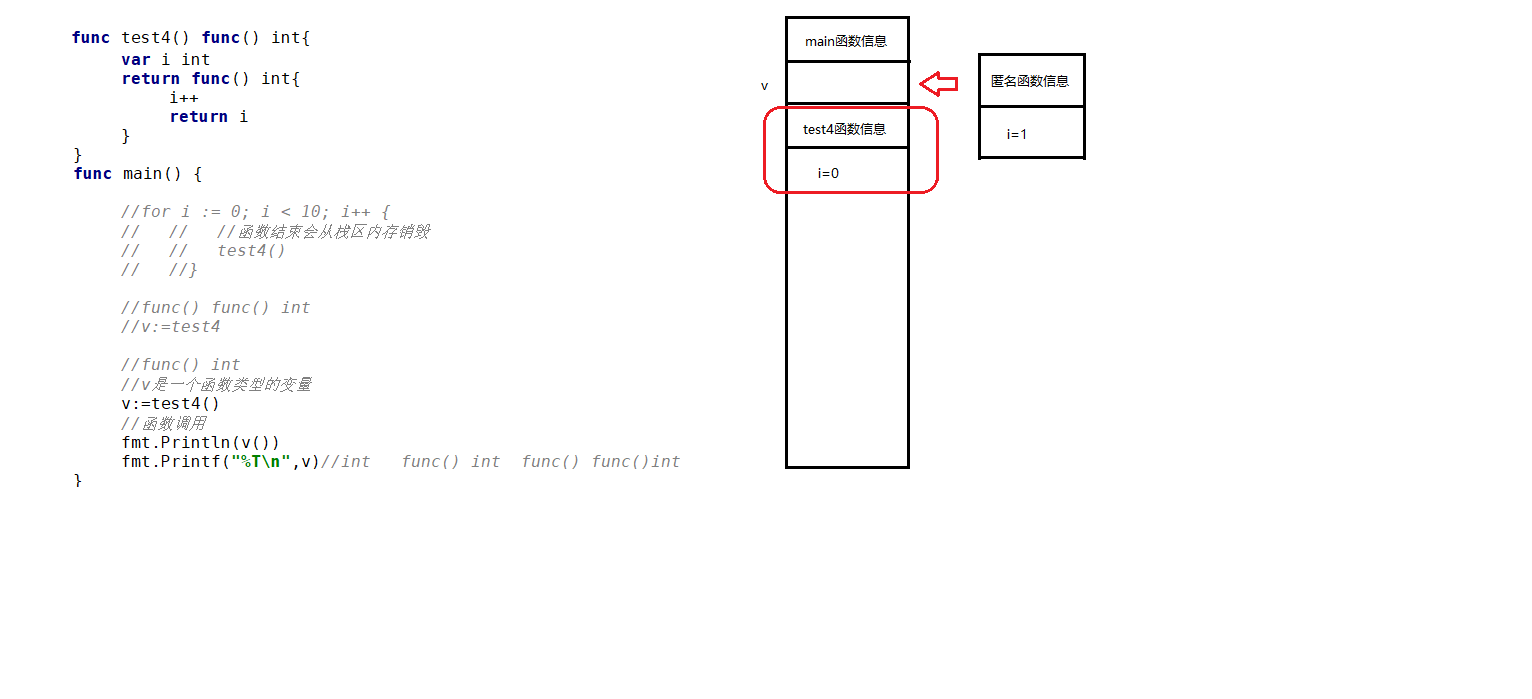 func test4() func() int{
var i int
return func() int{
i++
return i
}
}
func main() {
//for i := 0; i < 10; i++ {
// // //函数结束会从栈区内存销毁
// // test4()
// //}
//func() func() int
//v:=test4
//func() int
//v是一个函数类型的变量
v:=test4()
//函数调用
fmt.Println(v())
fmt.Printf("%T\n",v)//int func() int func() func()int
}
main函数信息
v
test4函数信息
i=0
匿名函数信息
i=1